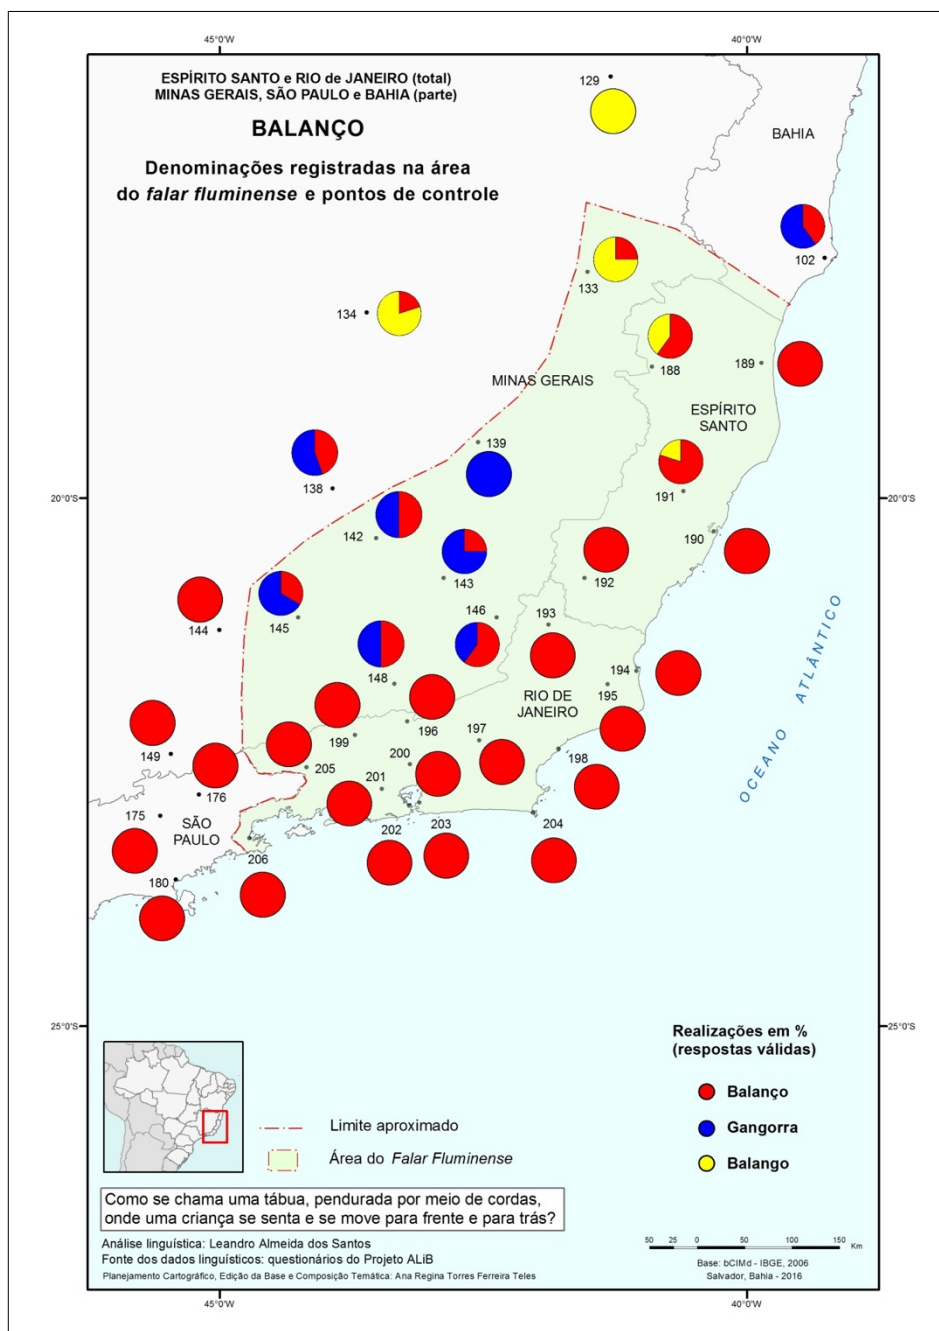 45°0'W
40°0'W
ESPÍRITO SANTO e RIO de JANEIRO (total)
MINAS GERAIS, SÃO PAULO e BAHIA (parte)
BALANÇO
Denominações registradas na área
do falar fluminense e pontos de controle
129
BAHIA
102
133
134
188
189
MINAS GERAIS
ESPÍRITO
SANTO
139
138
191
20°0'S
20°0'S
142
190
143
192
144
145
146
193
148
194
195
RIO DE
JANEIRO
OCEANO ATLÂNTICO
196
197
198
199
200
149
205
201
176
175
SÃO
PAULO
202
203
204
206
180
25°0'S
25°0'S
Realizações em %
(respostas válidas)
Balanço
Gangorra
Balango
Limite aproximado
Área do Falar Fluminense
Como se chama uma tábua, pendurada por meio de cordas,
onde uma criança se senta e se move para frente e para trás?
Análise linguística: Leandro Almeida dos Santos
Fonte dos dados linguísticos: questionários do Projeto ALiB
Planejamento Cartográfico, Edição da Base e Composição Temática: Ana Regina Torres Ferreira Teles
50 25 0 50 100 150
Km
Base: bCIMd - IBGE, 2006
Salvador, Bahia - 2016
45°0'W
40°0'W